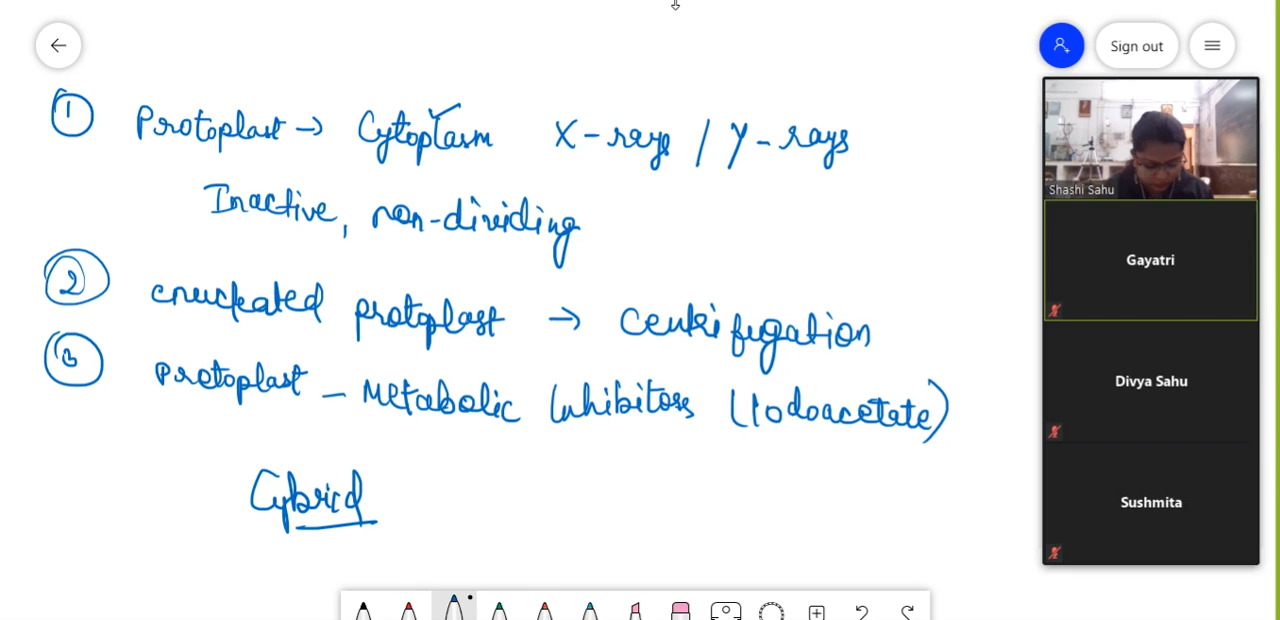 Sign out
1 Protoplast → Cytoplasm X-rays / γ-rays
Inactive, non-dividing
2 enucleated protoplast → centrifugation
3 Protoplast - Metabolic Inhibitors (Iodoacetate)
Cybrid
Shashi Sahu
Gayatri
Divya Sahu
Sushmita